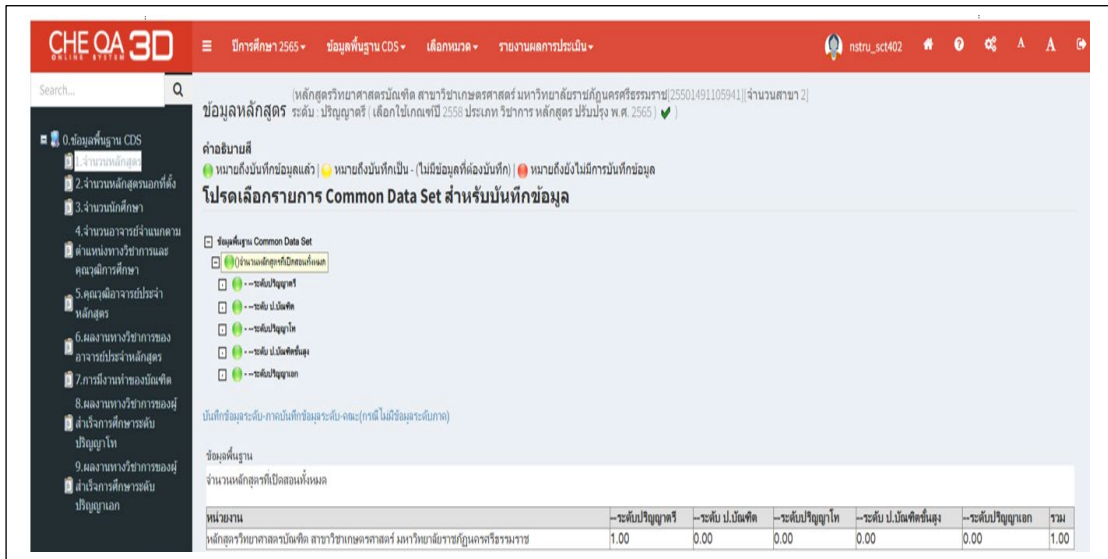 CHE QA 3D
ONLINE SYSTEM
☰ ปีการศึกษา 2565 ข้อมูลพื้นฐาน CDS เลือกหมวด รายงานผลการประเมิน nstru_sct402 A A
Search...
0.ข้อมูลพื้นฐาน CDS
1.จำนวนหลักสูตร
2.จำนวนหลักสูตรนอกที่ตั้ง
3.จำนวนนักศึกษา
4.จำนวนอาจารย์จำแนกตาม
ตำแหน่งทางวิชาการและ
คุณวุฒิการศึกษา
5.คุณวุฒิอาจารย์ประจำ
หลักสูตร
6.ผลงานทางวิชาการของ
อาจารย์ประจำหลักสูตร
7.การมีงานทำของบัณฑิต
8.ผลงานทางวิชาการของผู้
สำเร็จการศึกษาระดับ
ปริญญาโท
9.ผลงานทางวิชาการของผู้
สำเร็จการศึกษาระดับ
ปริญญาเอก
(หลักสูตรวิทยาศาสตรบัณฑิต สาขาวิชาเกษตรศาสตร์ มหาวิทยาลัยราชภัฏนครศรีธรรมราช[25501491105941][จำนวนสาขา 2]
ข้อมูลหลักสูตร ระดับ : ปริญญาตรี ( เลือกใช้เกณฑ์ปี 2558 ประเภท วิชาการ หลักสูตร ปรับปรุง พ.ศ. 2565 ) ✔ )
คำอธิบายสี
หมายถึงบันทึกข้อมูลแล้ว | หมายถึงบันทึกเป็น - (ไม่มีข้อมูลที่ต้องบันทึก) | หมายถึงยังไม่มีการบันทึกข้อมูล
โปรดเลือกรายการ Common Data Set สำหรับบันทึกข้อมูล
ข้อมูลพื้นฐาน Common Data Set
()จำนวนหลักสูตรที่เปิดสอนทั้งหมด
- --ระดับปริญญาตรี
- --ระดับ ป.บัณฑิต
- --ระดับปริญญาโท
- --ระดับ ป.บัณฑิตขั้นสูง
- --ระดับปริญญาเอก
บันทึกข้อมูลระดับ-ภาคบันทึกข้อมูลระดับ-คณะ(กรณีไม่มีข้อมูลระดับภาค)
ข้อมูลพื้นฐาน
จำนวนหลักสูตรที่เปิดสอนทั้งหมด
หน่วยงาน --ระดับปริญญาตรี --ระดับ ป.บัณฑิต --ระดับปริญญาโท --ระดับ ป.บัณฑิตขั้นสูง --ระดับปริญญาเอก รวม
หลักสูตรวิทยาศาสตรบัณฑิต สาขาวิชาเกษตรศาสตร์ มหาวิทยาลัยราชภัฏนครศรีธรรมราช 1.00 0.00 0.00 0.00 0.00 1.00